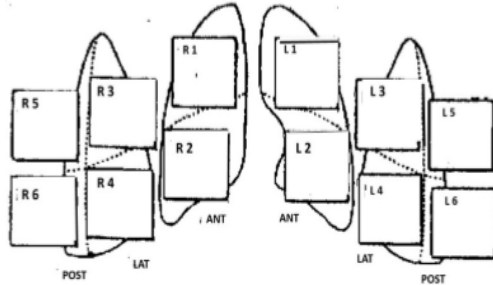 R 1
L 1
R 5
R 3
L 3
L 5
R 2
L 2
R 6
R 4
L 4
L 6
ANT
ANT
POST
LAT
LAT
POST